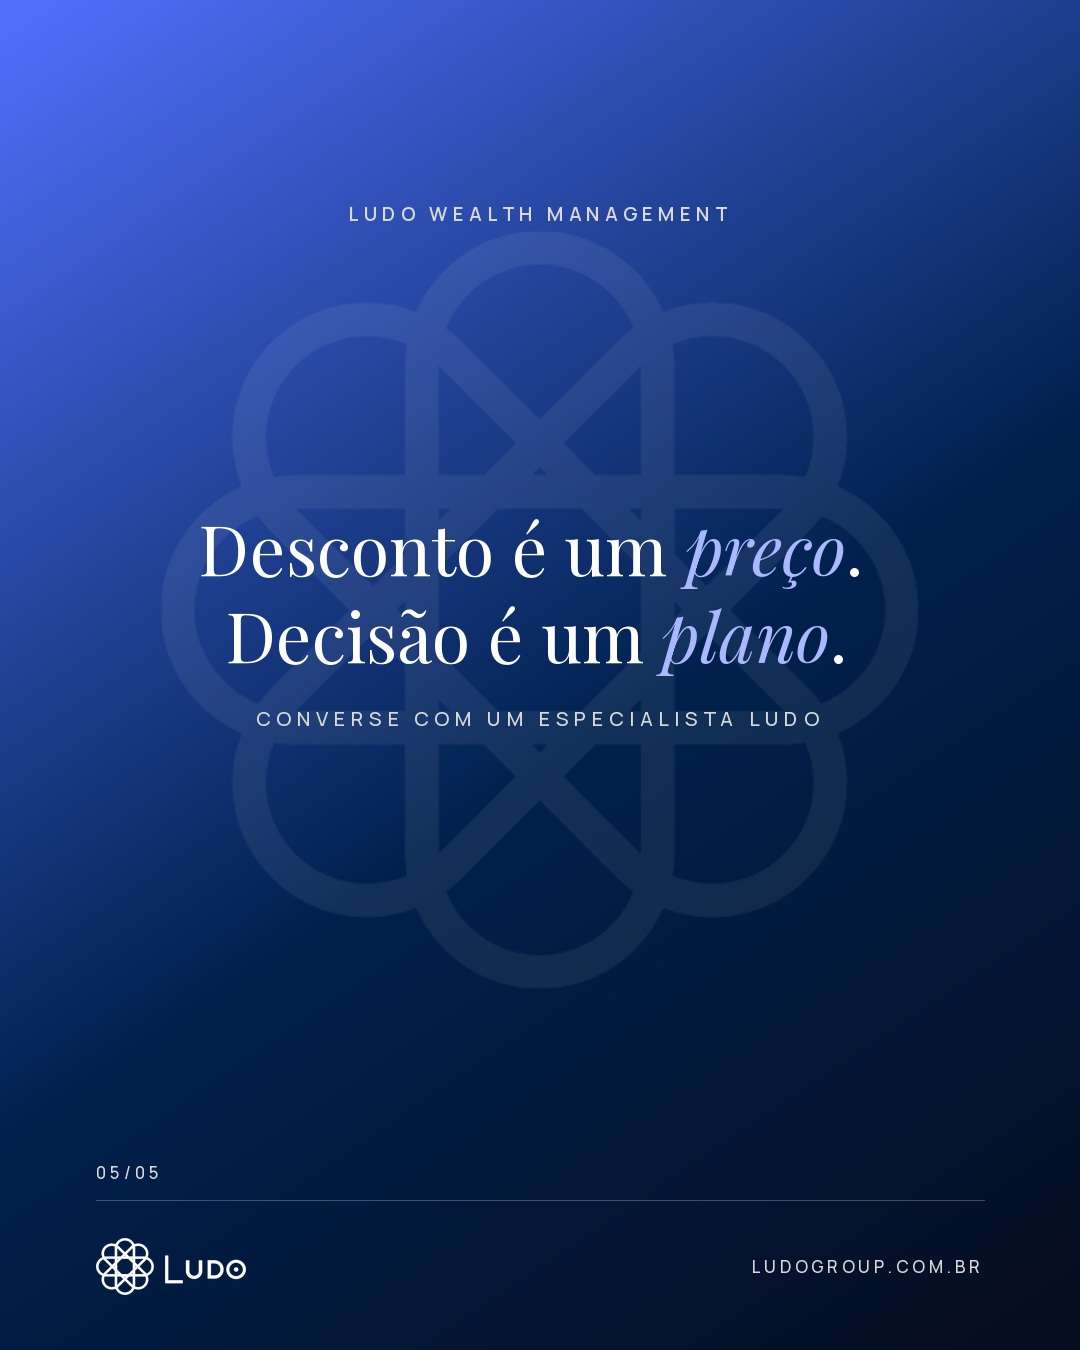 LUDO WEALTH MANAGEMENT
Desconto é um preço.
Decisão é um plano.
CONVERSE COM UM ESPECIALISTA LUDO
05/05
LUDO
LUDOGROUP.COM.BR